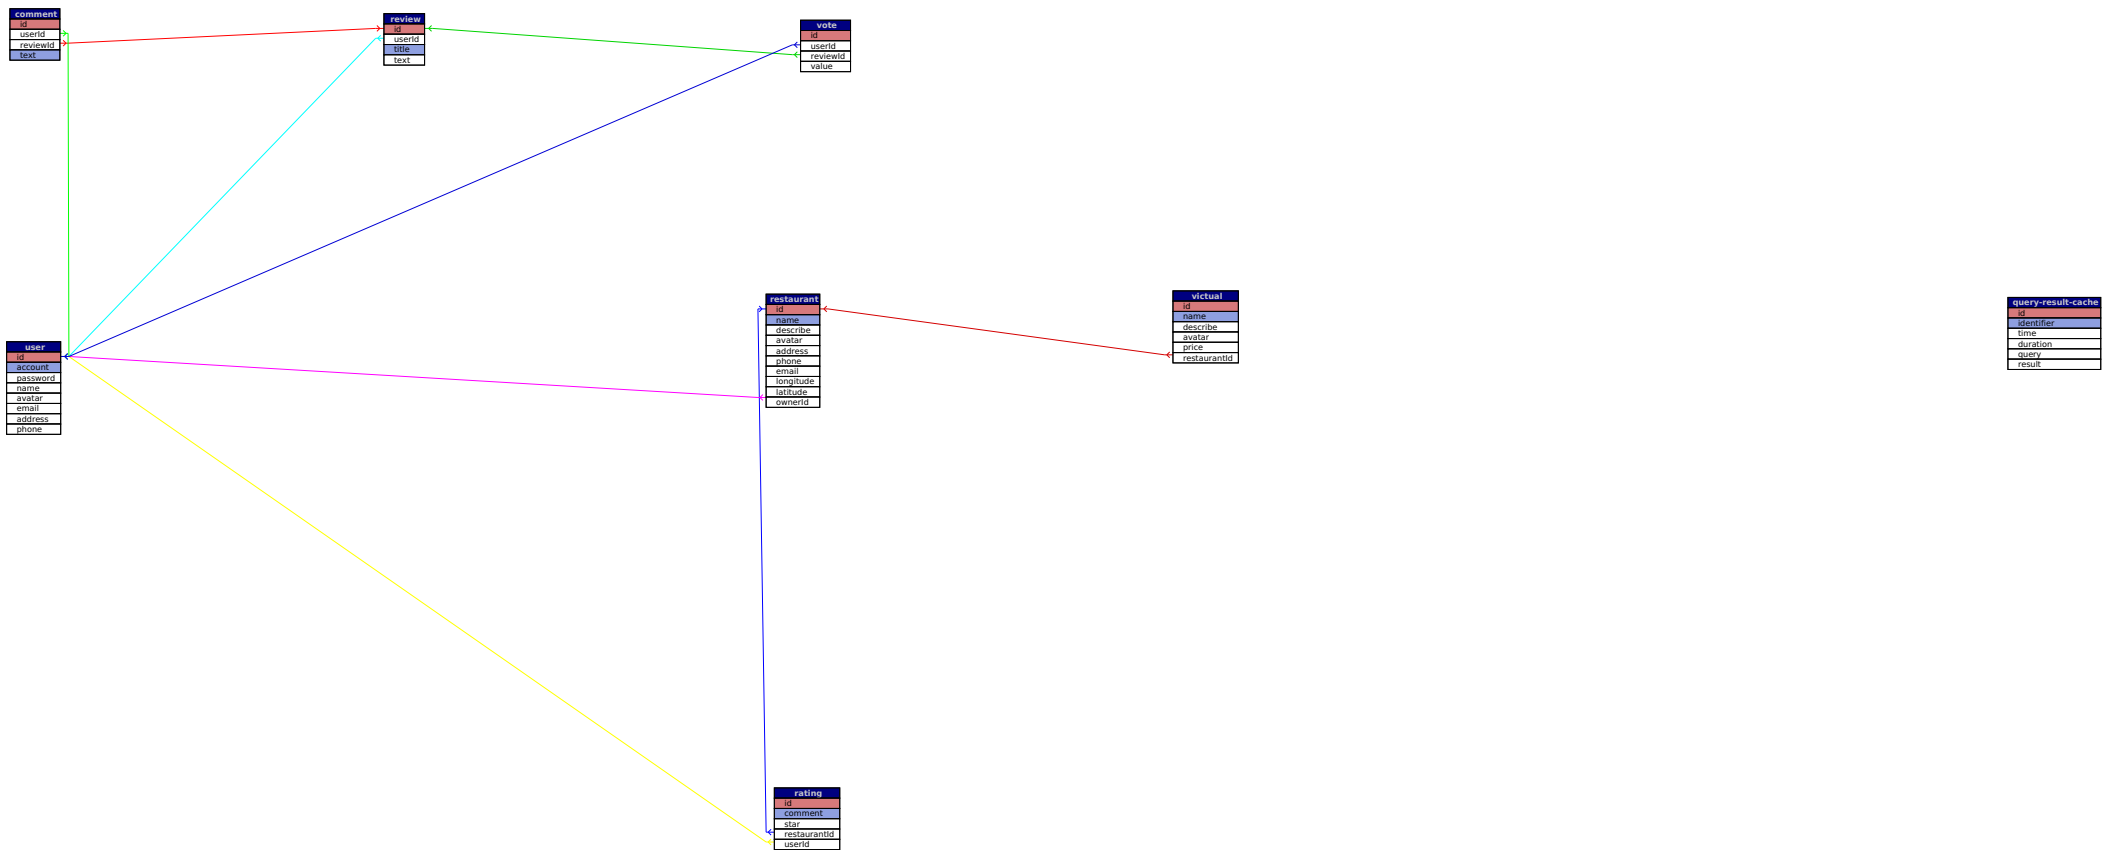 comment
id
userId
reviewId
text
review
id
userId
title
text
vote
id
userId
reviewId
value
user
id
account
password
name
avatar
email
address
phone
restaurant
id
name
describe
avatar
address
phone
email
longitude
latitude
ownerId
victual
id
name
describe
avatar
price
restaurantId
query-result-cache
id
identifier
time
duration
query
result
rating
id
comment
star
restaurantId
userId